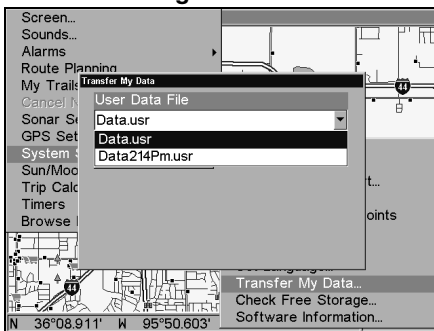 Screen...
Sounds...
Alarms
Route Planning
My Trails
Cancel
Sonar
GPS
System
Sun/Moo
Trip Calc
Timers
Browse
Transfer My Data
User Data File
Data.usr
Data.usr
Data214Pm.usr
44
t...
oints
44
Transfer My Data...
Check Free Storage...
Software Information...
N 36°08.911' W 95°50.603'